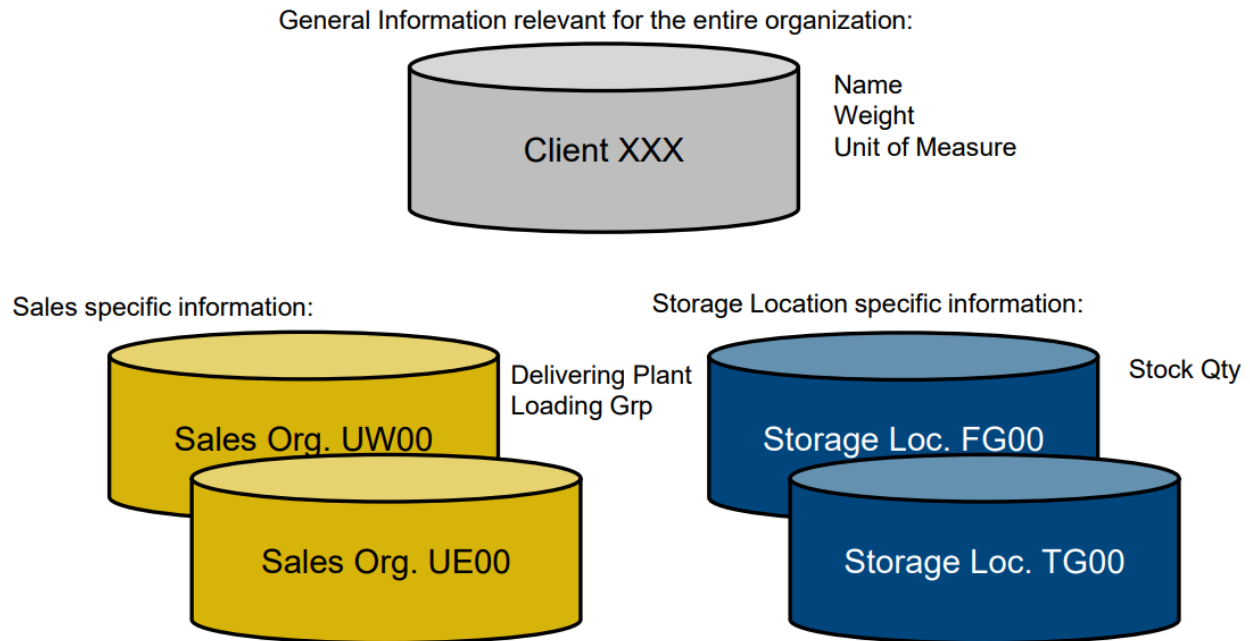 General Information relevant for the entire organization:
Client XXX
Name
Weight
Unit of Measure
Sales specific information:
Sales Org. UW00
Delivering Plant
Loading Grp
Sales Org. UE00
Storage Location specific information:
Storage Loc. FG00
Stock Qty
Storage Loc. TG00